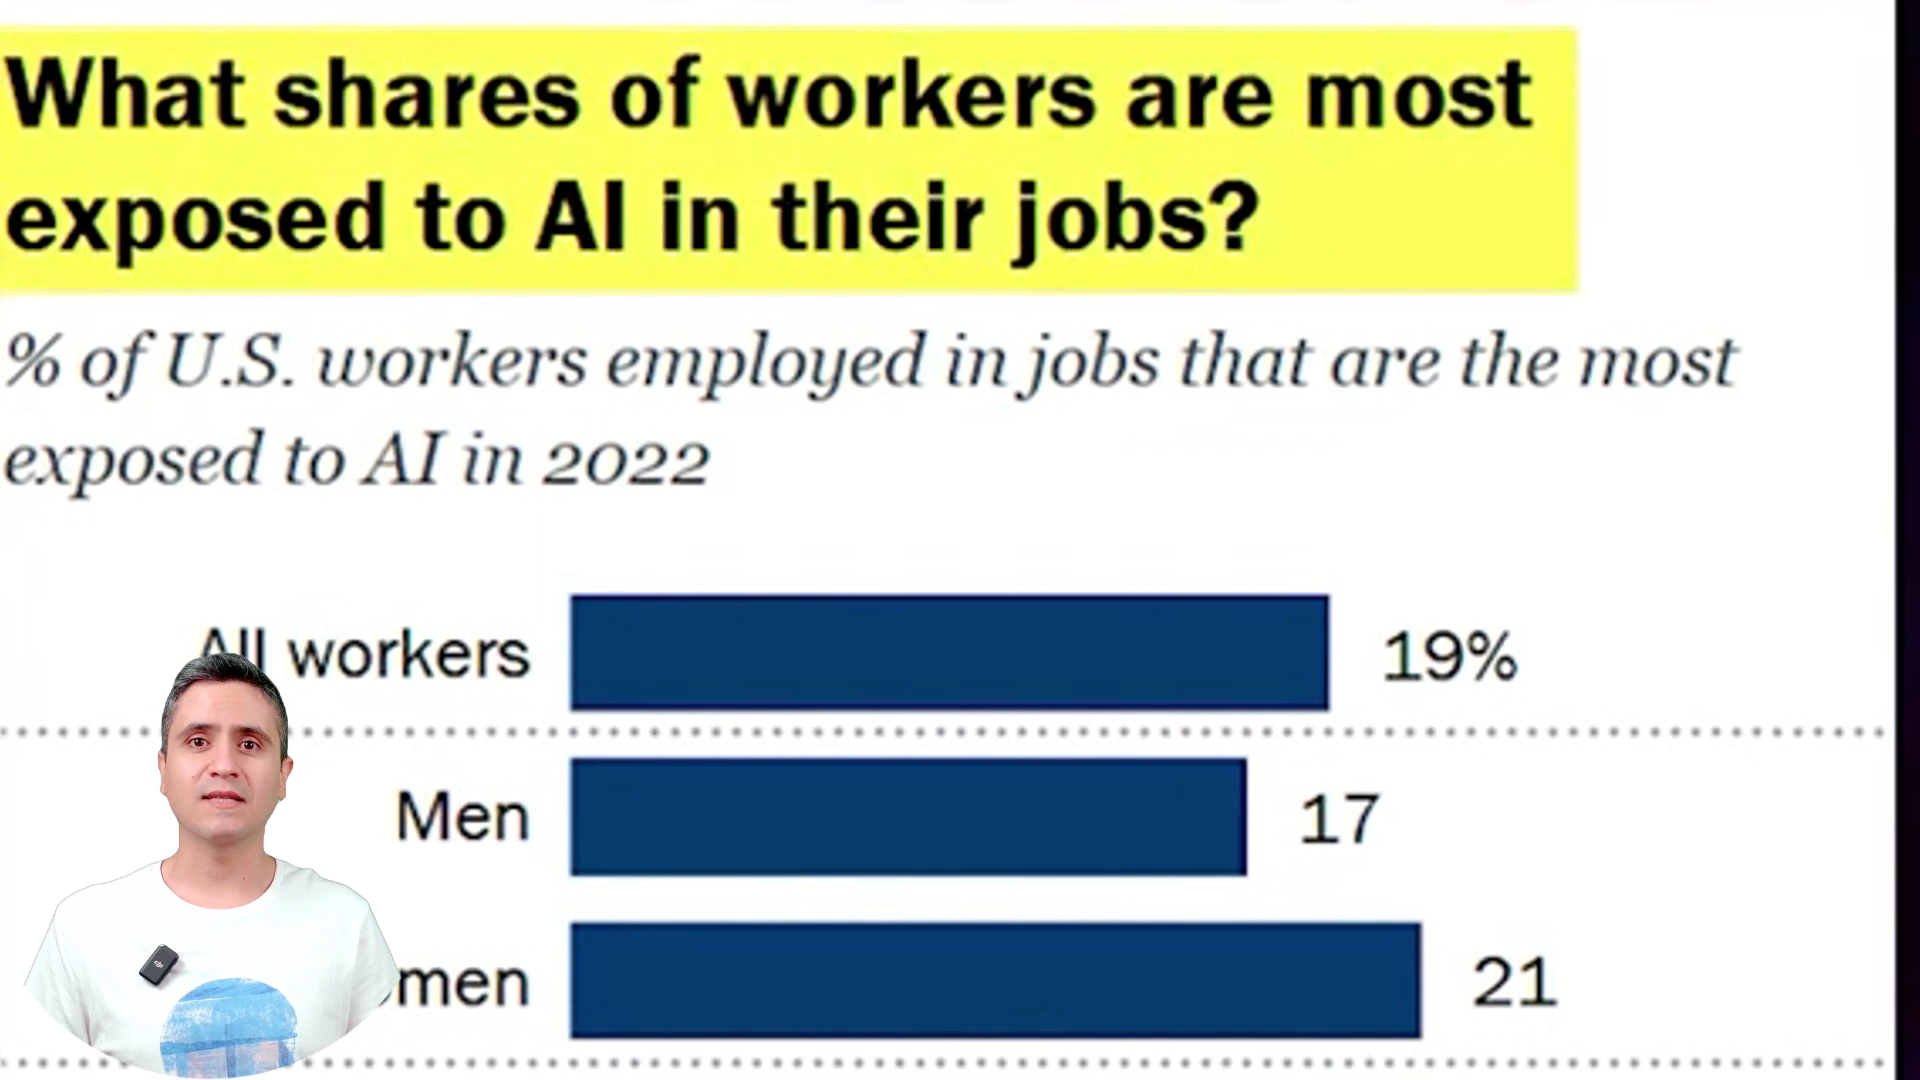 What shares of workers are most
exposed to AI in their jobs?
% of U.S. workers employed in jobs that are the most
exposed to AI in 2022
All workers 19%
Men 17
men 21